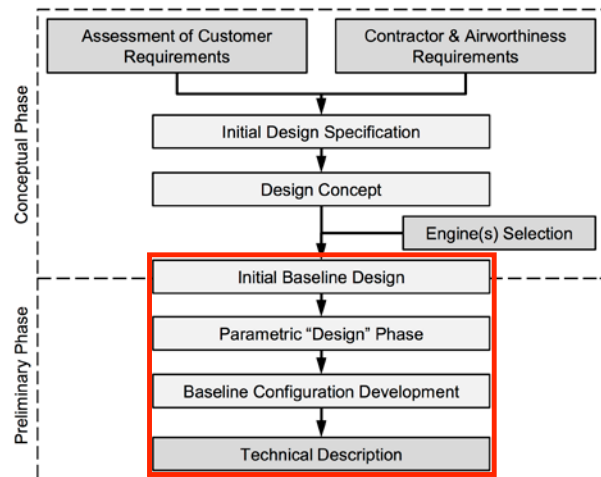 Assessment of Customer
Requirements
Contractor & Airworthiness
Requirements
Conceptual Phase
Initial Design Specification
Design Concept
Engine(s) Selection
Initial Baseline Design
Preliminary Phase
Parametric “Design” Phase
Baseline Configuration Development
Technical Description